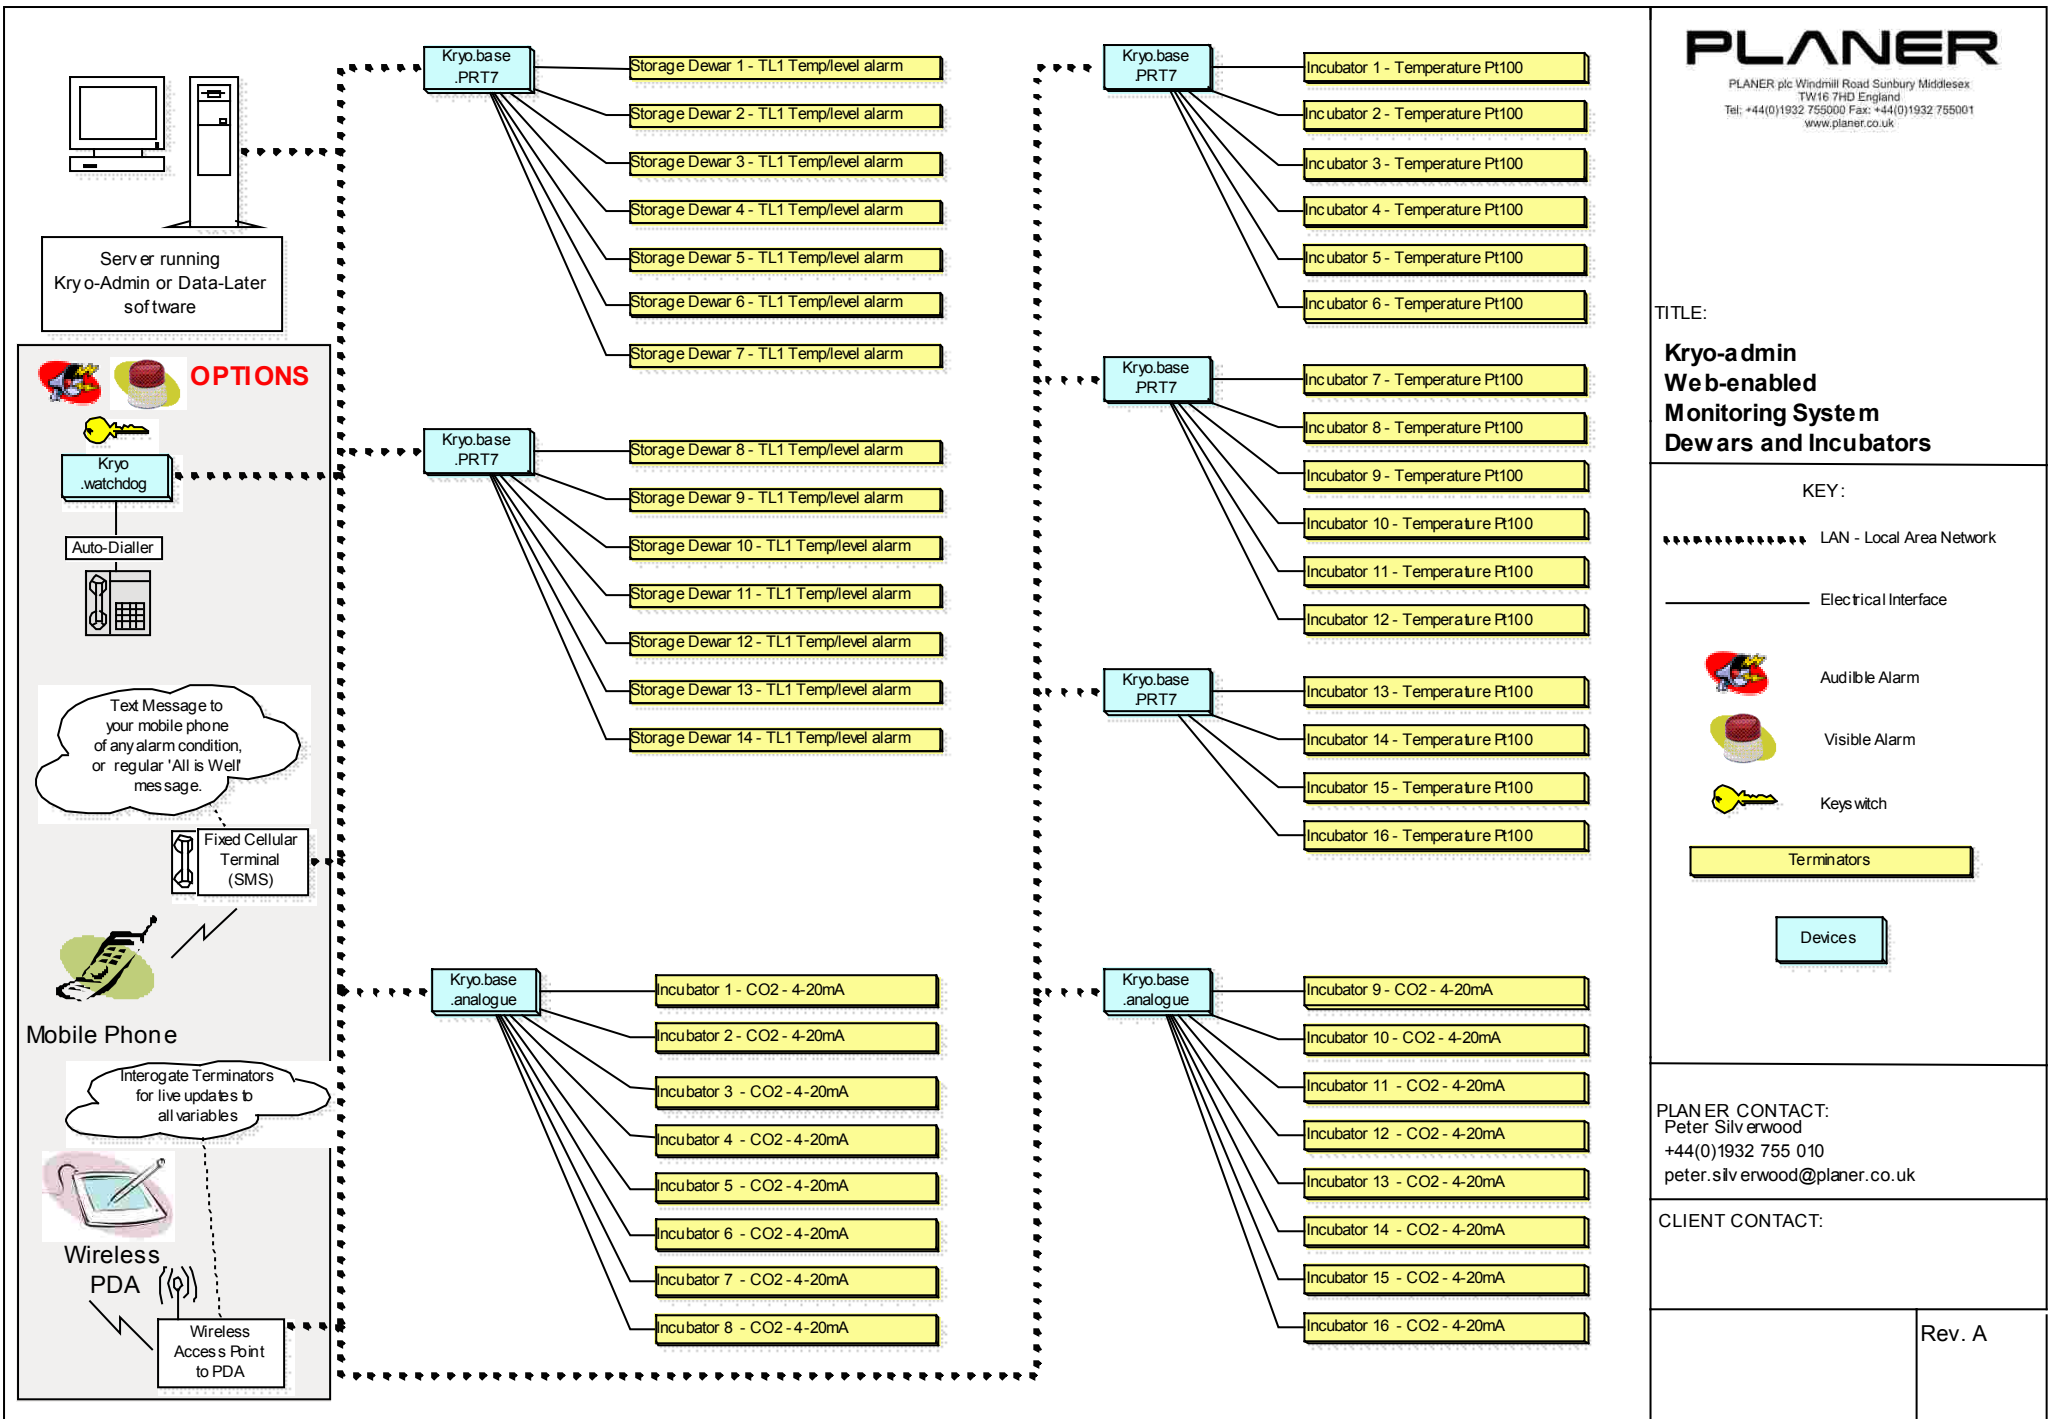 Server running
Kryo-Admin or Data-Later
software
OPTIONS
Kryo
.watchdog
Auto-Dialler
Text Message to
your mobile phone
of any alarm condition,
or regular 'All is Well'
message.
Fixed Cellular
Terminal
(SMS)
Mobile Phone
Interogate Terminators
for live updates to
all variables
Wireless
PDA
Wireless
Access Point
to PDA
Kryo.base
.PRT7
Storage Dewar 1 - TL1 Temp/level alarm
Storage Dewar 2 - TL1 Temp/level alarm
Storage Dewar 3 - TL1 Temp/level alarm
Storage Dewar 4 - TL1 Temp/level alarm
Storage Dewar 5 - TL1 Temp/level alarm
Storage Dewar 6 - TL1 Temp/level alarm
Storage Dewar 7 - TL1 Temp/level alarm
Kryo.base
.PRT7
Storage Dewar 8 - TL1 Temp/level alarm
Storage Dewar 9 - TL1 Temp/level alarm
Storage Dewar 10 - TL1 Temp/level alarm
Storage Dewar 11 - TL1 Temp/level alarm
Storage Dewar 12 - TL1 Temp/level alarm
Storage Dewar 13 - TL1 Temp/level alarm
Storage Dewar 14 - TL1 Temp/level alarm
Kryo.base
.analogue
Incubator 1 - CO2 - 4-20mA
Incubator 2 - CO2 - 4-20mA
Incubator 3 - CO2 - 4-20mA
Incubator 4 - CO2 - 4-20mA
Incubator 5 - CO2 - 4-20mA
Incubator 6 - CO2 - 4-20mA
Incubator 7 - CO2 - 4-20mA
Incubator 8 - CO2 - 4-20mA
Kryo.base
.PRT7
Incubator 1 - Temperature Pt100
Incubator 2 - Temperature Pt100
Incubator 3 - Temperature Pt100
Incubator 4 - Temperature Pt100
Incubator 5 - Temperature Pt100
Incubator 6 - Temperature Pt100
Kryo.base
.PRT7
Incubator 7 - Temperature Pt100
Incubator 8 - Temperature Pt100
Incubator 9 - Temperature Pt100
Incubator 10 - Temperature Pt100
Incubator 11 - Temperature Pt100
Incubator 12 - Temperature Pt100
Kryo.base
.PRT7
Incubator 13 - Temperature Pt100
Incubator 14 - Temperature Pt100
Incubator 15 - Temperature Pt100
Incubator 16 - Temperature Pt100
Kryo.base
.analogue
Incubator 9 - CO2 - 4-20mA
Incubator 10 - CO2 - 4-20mA
Incubator 11 - CO2 - 4-20mA
Incubator 12 - CO2 - 4-20mA
Incubator 13 - CO2 - 4-20mA
Incubator 14 - CO2 - 4-20mA
Incubator 15 - CO2 - 4-20mA
Incubator 16 - CO2 - 4-20mA
PLANER
PLANER plc Windmill Road Sunbury Middlesex
TW16 7HD England
Tel: +44(0)1932 755000 Fax: +44(0)1932 755001
www.planer.co.uk
TITLE:
Kryo-admin
Web-enabled
Monitoring System
Dewars and Incubators
KEY:
LAN - Local Area Network
Electrical Interface
Audilble Alarm
Visible Alarm
Keyswitch
Terminators
Devices
PLANER CONTACT:
Peter Silverwood
+44(0)1932 755 010
peter.silverwood@planer.co.uk
CLIENT CONTACT:
Rev. A